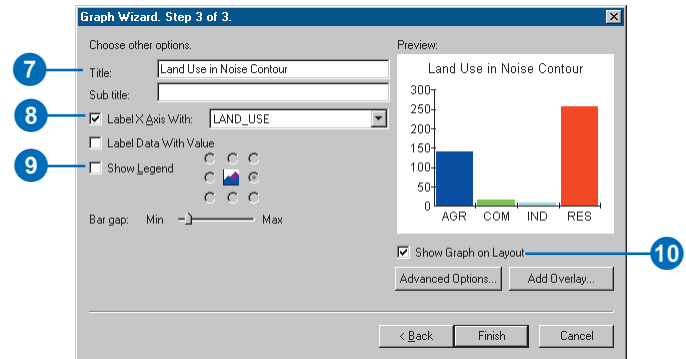 Graph Wizard. Step 3 of 3.
Choose other options.
7
Title:
Land Use in Noise Contour
Sub title:
8
Label X Axis With:
LAND_USE
Label Data With Value
9
Show Legend
Bar gap:
Min
Max
Preview:
Land Use in Noise Contour
300
250
200
150
100
50
0
AGR
COM
IND
RES
Show Graph on Layout
10
Advanced Options...
Add Overlay...
< Back
Finish
Cancel